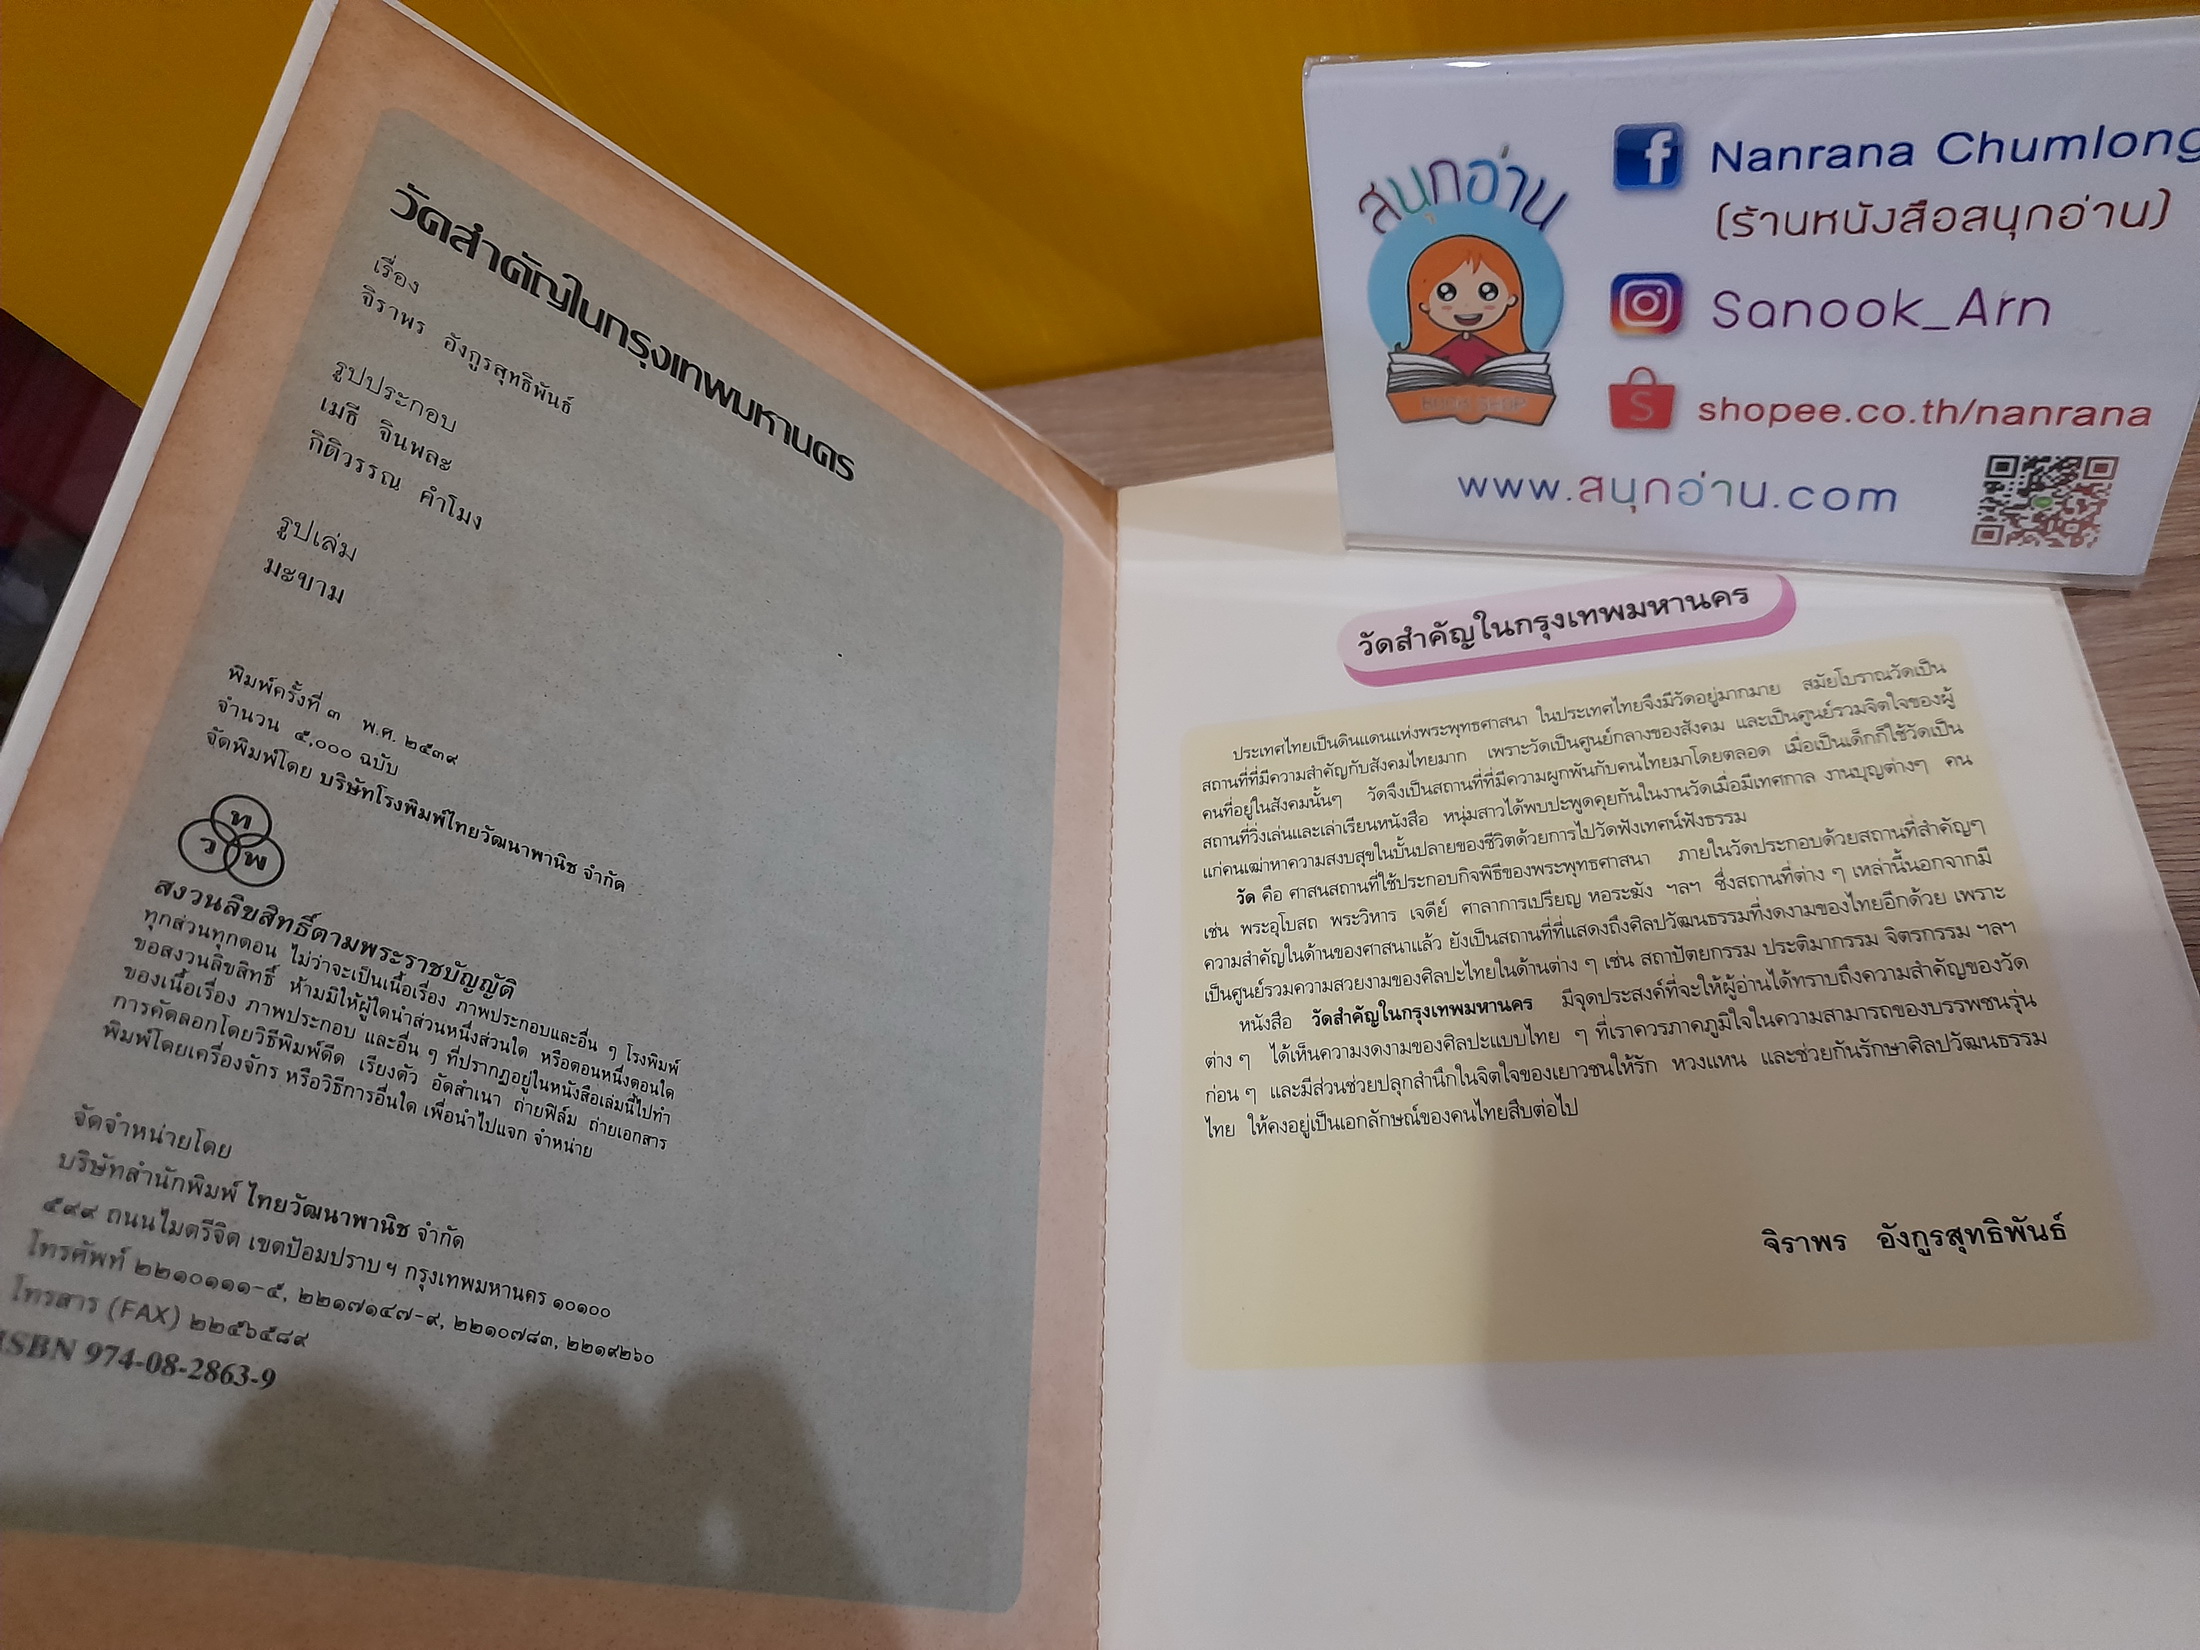 วัดสำคัญในกรุงเทพมหานคร
เรื่อง
จิราพร อังกูรสุทธิพันธ์
รูปประกอบ
เมธี จินพละ
กิติวรรณ คำโมง
รูปเล่ม
มะขาม
พิมพ์ครั้งที่ ๓ พ.ศ. ๒๕๓๙
จำนวน ๕,๐๐๐ ฉบับ
จัดพิมพ์โดย บริษัทโรงพิมพ์ไทยวัฒนาพานิช จำกัด
ท
ว พ
สงวนลิขสิทธิ์ตามพระราชบัญญัติ
ทุกส่วนทุกตอน ไม่ว่าจะเป็นเนื้อเรื่อง ภาพประกอบและอื่น ๆ โรงพิมพ์
ขอสงวนลิขสิทธิ์ ห้ามมิให้ผู้ใดนำส่วนหนึ่งส่วนใด หรือตอนหนึ่งตอนใด
ของเนื้อเรื่อง ภาพประกอบ และอื่น ๆ ที่ปรากฏอยู่ในหนังสือเล่มนี้ไปทำ
การคัดลอกโดยวิธีพิมพ์ดีด เรียงตัว อัดสำเนา ถ่ายฟิล์ม ถ่ายเอกสาร
พิมพ์โดยเครื่องจักร หรือวิธีการอื่นใด เพื่อนำไปแจก จำหน่าย
จัดจำหน่ายโดย
บริษัทสำนักพิมพ์ ไทยวัฒนาพานิช จำกัด
๕๙๙ ถนนไมตรีจิต เขตป้อมปราบ ฯ กรุงเทพมหานคร ๑๐๑๐๐
โทรศัพท์ ๒๒๑๐๑๑๑-๕, ๒๒๑๗๑๔๗-๙, ๒๒๑๐๗๘๓, ๒๒๑๙๒๖๐
โทรสาร (FAX) ๒๒๕๖๕๘๙
ISBN 974-08-2863-9
สนุกอ่าน
BOOK SHOP
Nanrana Chumlong
(ร้านหนังสือสนุกอ่าน)
Sanook_Arn
shopee.co.th/nanrana
www.สนุกอ่าน.com
วัดสำคัญในกรุงเทพมหานคร
ประเทศไทยเป็นดินแดนแห่งพระพุทธศาสนา ในประเทศไทยจึงมีวัดอยู่มากมาย สมัยโบราณวัดเป็น
สถานที่ที่มีความสำคัญกับสังคมไทยมาก เพราะวัดเป็นศูนย์กลางของสังคม และเป็นศูนย์รวมจิตใจของผู้
คนที่อยู่ในสังคมนั้นๆ วัดจึงเป็นสถานที่ที่มีความผูกพันกับคนไทยมาโดยตลอด เมื่อเป็นเด็กก็ใช้วัดเป็น
สถานที่วิ่งเล่นและเล่าเรียนหนังสือ หนุ่มสาวได้พบปะพูดคุยกันในงานวัดเมื่อมีเทศกาล งานบุญต่างๆ คน
แก่คนเฒ่าหาความสงบสุขในบั้นปลายของชีวิตด้วยการไปวัดฟังเทศน์ฟังธรรม
วัด คือ ศาสนสถานที่ใช้ประกอบกิจพิธีของพระพุทธศาสนา ภายในวัดประกอบด้วยสถานที่สำคัญๆ
เช่น พระอุโบสถ พระวิหาร เจดีย์ ศาลาการเปรียญ หอระฆัง ฯลฯ ซึ่งสถานที่ต่าง ๆ เหล่านี้นอกจากมี
ความสำคัญในด้านของศาสนาแล้ว ยังเป็นสถานที่ที่แสดงถึงศิลปวัฒนธรรมที่งดงามของไทยอีกด้วย เพราะ
เป็นศูนย์รวมความสวยงามของศิลปะไทยในด้านต่าง ๆ เช่น สถาปัตยกรรม ประติมากรรม จิตรกรรม ฯลฯ
หนังสือ วัดสำคัญในกรุงเทพมหานคร มีจุดประสงค์ที่จะให้ผู้อ่านได้ทราบถึงความสำคัญของวัด
ต่าง ๆ ได้เห็นความงดงามของศิลปะแบบไทย ๆ ที่เราควรภาคภูมิใจในความสามารถของบรรพชนรุ่น
ก่อน ๆ และมีส่วนช่วยปลุกสำนึกในจิตใจของเยาวชนให้รัก หวงแหน และช่วยกันรักษาศิลปวัฒนธรรม
ไทย ให้คงอยู่เป็นเอกลักษณ์ของคนไทยสืบต่อไป
จิราพร อังกูรสุทธิพันธ์